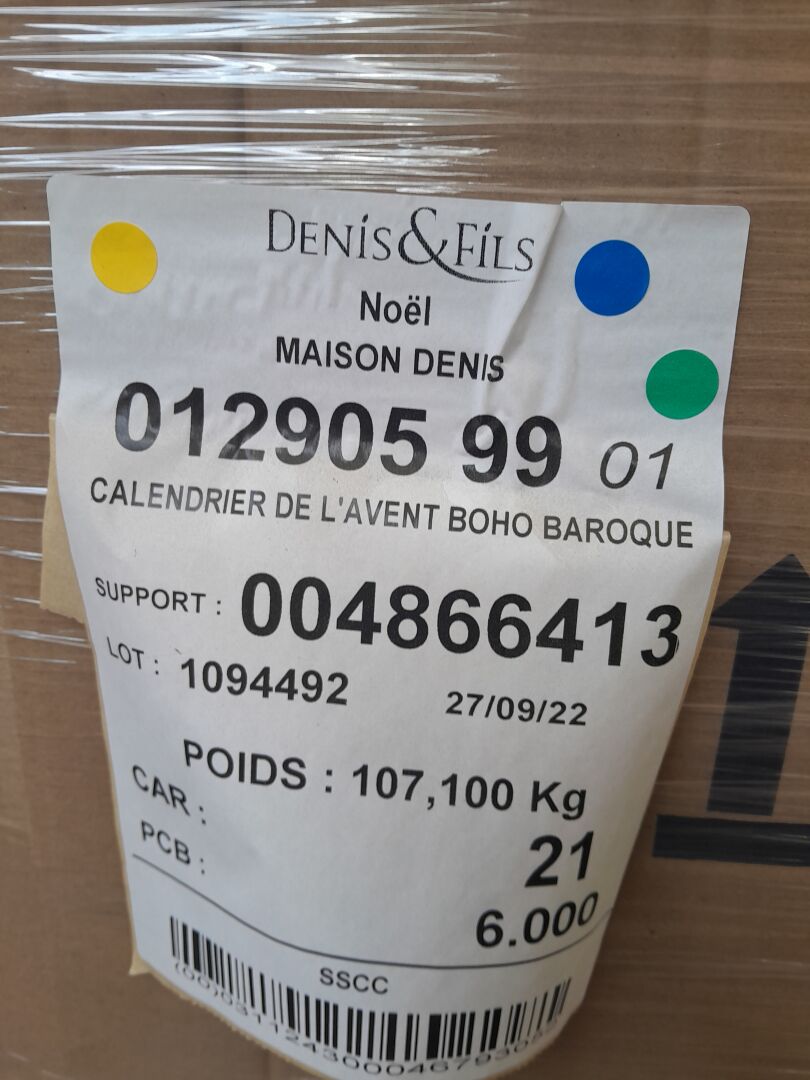 DENIS & FILS
Noël
MAISON DENIS
012905 99 01
CALENDRIER DE L'AVENT BOHO BAROQUE
SUPPORT : 004866413
LOT : 1094492 27/09/22
POIDS : 107,100 Kg
CAR : 21
PCB : 6.000
SSCC